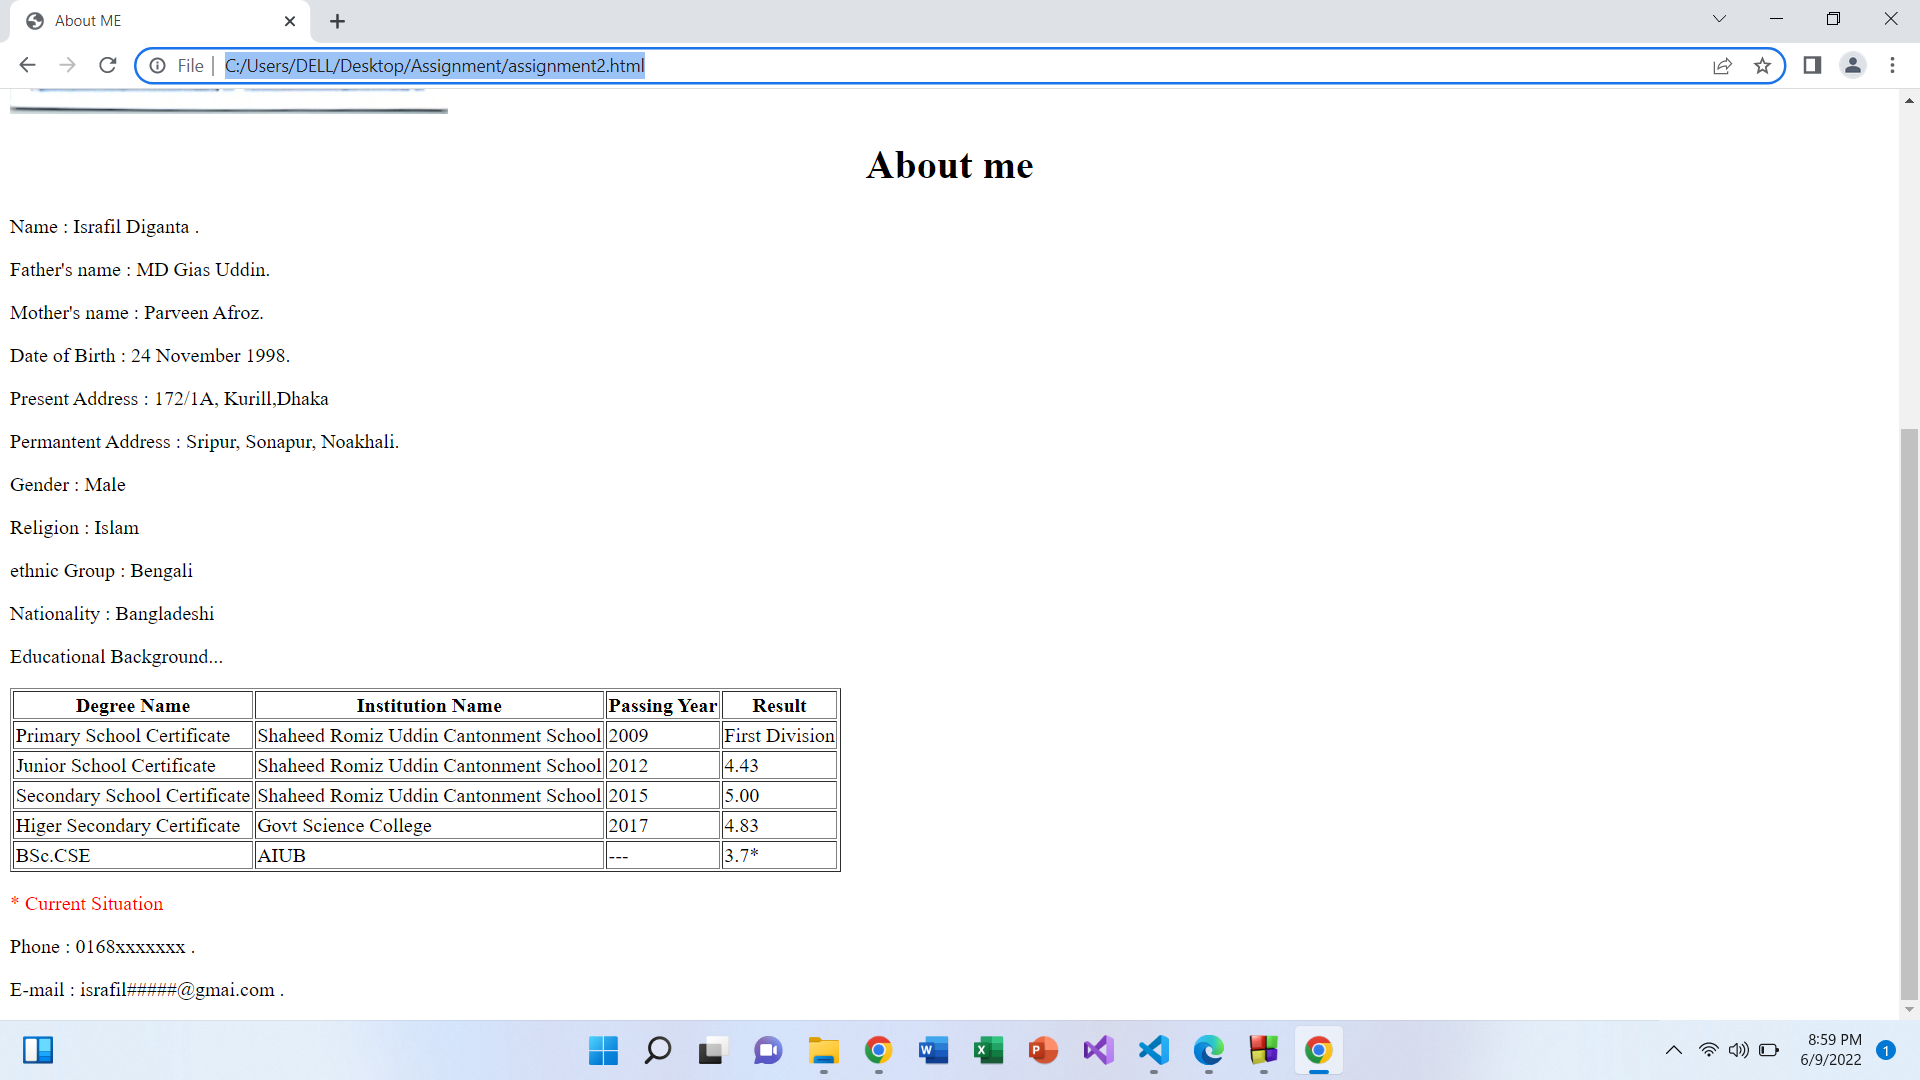 About ME
File
C:/Users/DELL/Desktop/Assignment/assignment2.html
About me
Name : Israfil Diganta .
Father's name : MD Gias Uddin.
Mother's name : Parveen Afroz.
Date of Birth : 24 November 1998.
Present Address : 172/1A, Kurill,Dhaka
Permantent Address : Sripur, Sonapur, Noakhali.
Gender : Male
Religion : Islam
ethnic Group : Bengali
Nationality : Bangladeshi
Educational Background...
Degree Name Institution Name Passing Year Result
Primary School Certificate Shaheed Romiz Uddin Cantonment School 2009 First Division
Junior School Certificate Shaheed Romiz Uddin Cantonment School 2012 4.43
Secondary School Certificate Shaheed Romiz Uddin Cantonment School 2015 5.00
Higer Secondary Certificate Govt Science College 2017 4.83
BSc.CSE AIUB --- 3.7*
* Current Situation
Phone : 0168xxxxxxx .
E-mail : israfil#####@gmai.com .
8:59 PM
6/9/2022
1